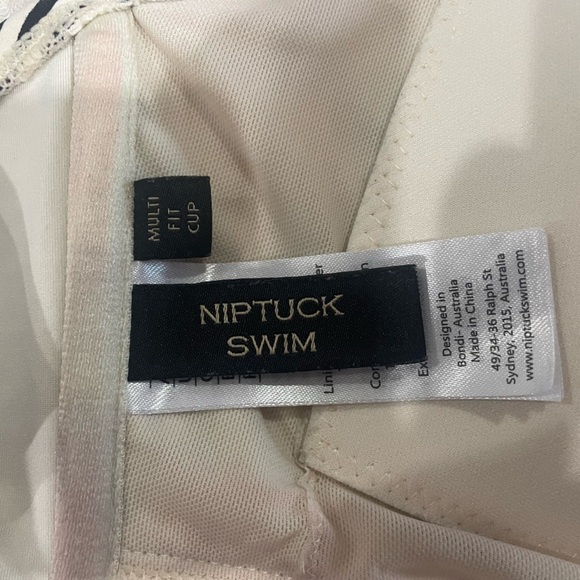 MULTI
FIT
CUP
NIPTUCK
SWIM
Designed in
Bondi- Australia
Made in China
49/34-36 Ralph St
Sydney, 2015, Australia
www.niptuckswim.com